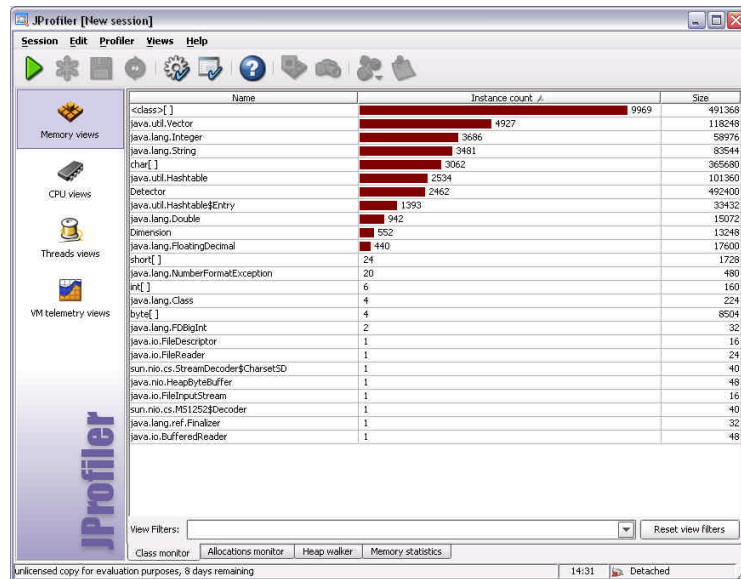 JProfiler [New session]
Session Edit Profiler Views Help
Memory views
CPU views
Threads views
VM telemetry views
JProfiler
Name Instance count Size
<class>[ ] 9969 491368
java.util.Vector 4927 118248
java.lang.Integer 3686 58976
java.lang.String 3481 83544
char[ ] 3062 365680
java.util.Hashtable 2534 101360
Detector 2462 492400
java.util.Hashtable$Entry 1393 33432
java.lang.Double 942 15072
Dimension 552 13248
java.lang.FloatingDecimal 440 17600
short[ ] 24 1728
java.lang.NumberFormatException 20 480
int[ ] 6 160
java.lang.Class 4 224
byte[ ] 4 8504
java.lang.FDBigInt 2 32
java.io.FileDescriptor 1 16
java.io.FileReader 1 24
sun.nio.cs.StreamDecoder$CharsetSD 1 40
java.nio.HeapByteBuffer 1 48
java.io.FileInputStream 1 16
sun.nio.cs.MS1252$Decoder 1 40
java.lang.ref.Finalizer 1 32
java.io.BufferedReader 1 48
View Filters: Reset view filters
Class monitor Allocations monitor Heap walker Memory statistics
unlicensed copy for evaluation purposes, 8 days remaining 14:31 Detached